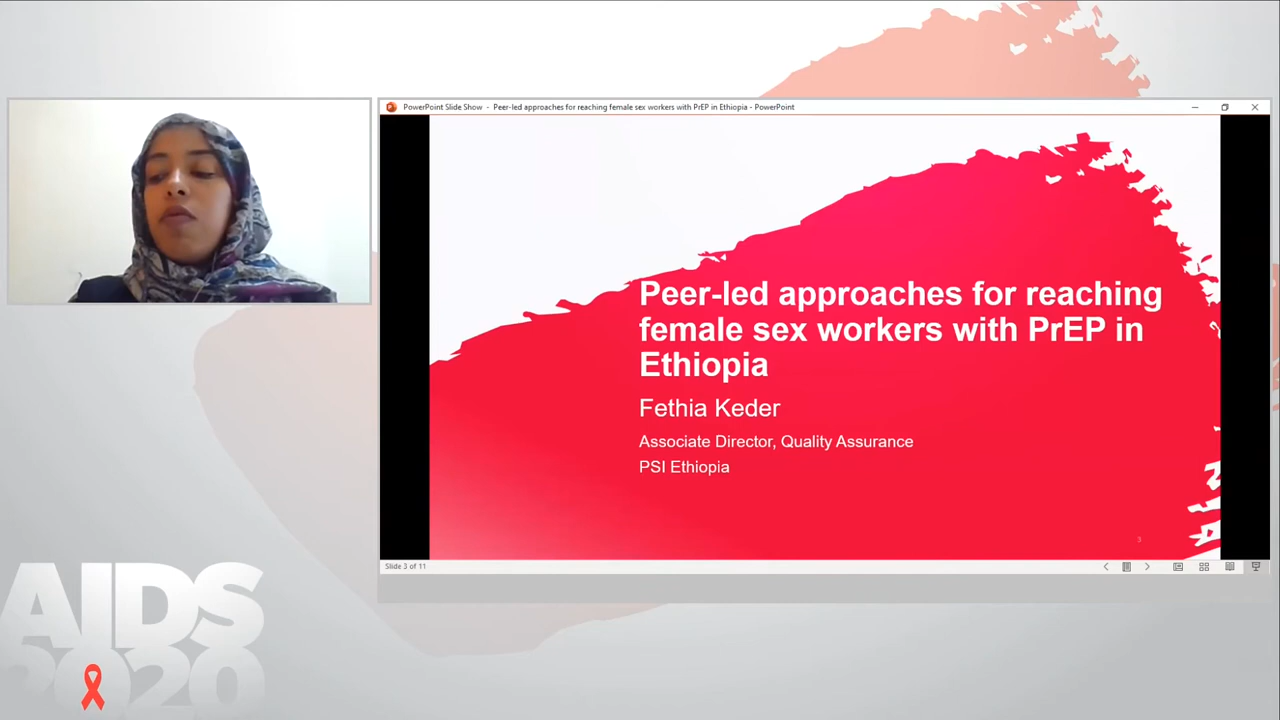 PowerPoint Slide Show - Peer-led approaches for reaching female sex workers with PrEP in Ethiopia - PowerPoint
Peer-led approaches for reaching
female sex workers with PrEP in
Ethiopia
Fethia Keder
Associate Director, Quality Assurance
PSI Ethiopia
3
Slide 3 of 11
AIDS
2020